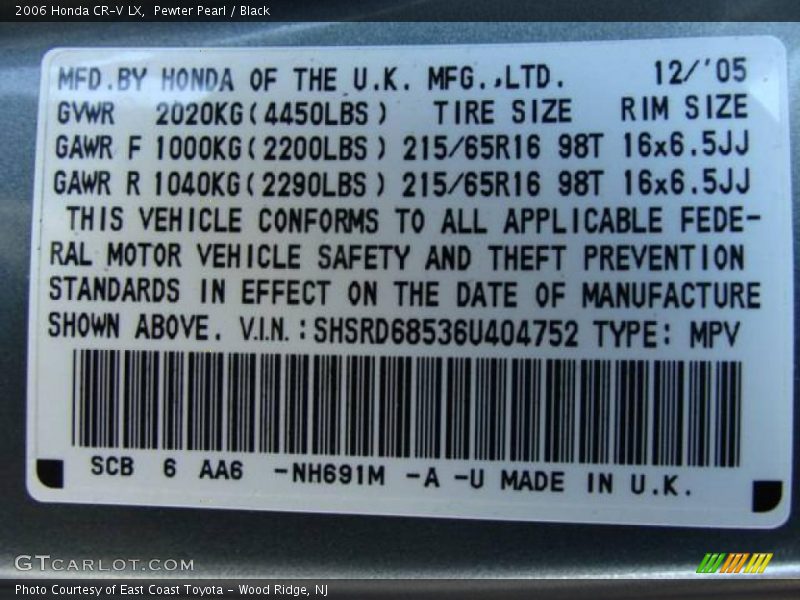 2006 Honda CR-V LX,  Pewter Pearl / Black
MFD.BY HONDA OF THE U.K. MFG.,LTD. 12/'05
GVWR 2020KG(4450LBS) TIRE SIZE RIM SIZE
GAWR F 1000KG(2200LBS) 215/65R16 98T 16x6.5JJ
GAWR R 1040KG(2290LBS) 215/65R16 98T 16x6.5JJ
THIS VEHICLE CONFORMS TO ALL APPLICABLE FEDE-
RAL MOTOR VEHICLE SAFETY AND THEFT PREVENTION
STANDARDS IN EFFECT ON THE DATE OF MANUFACTURE
SHOWN ABOVE. V.I.N.:SHSRD68536U404752 TYPE: MPV
SCB 6 AA6 -NH691M -A -U MADE IN U.K.
GTCARLOT.COM
Photo Courtesy of East Coast Toyota - Wood Ridge, NJ